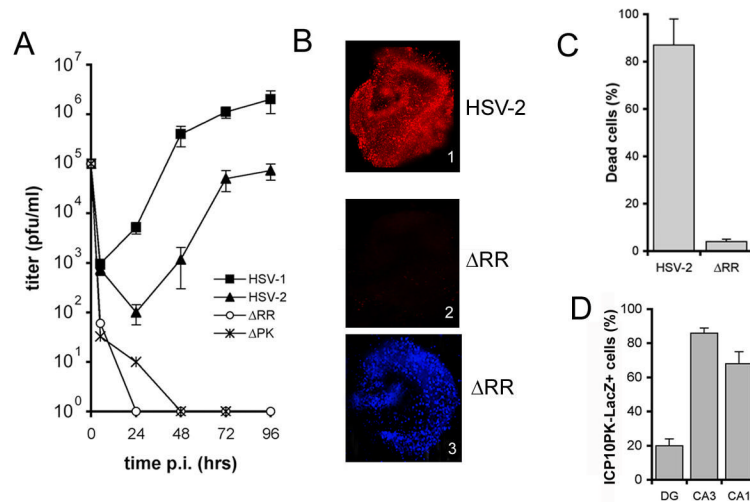 A
titer (pfu/ml)
10^7
10^6
10^5
10^4
10^3
10^2
10^1
10^0
0
24
48
72
96
time p.i. (hrs)
HSV-1
HSV-2
ΔRR
ΔPK
B
1
HSV-2
2
ΔRR
3
ΔRR
C
Dead cells (%)
100
80
60
40
20
0
HSV-2
ΔRR
D
ICP10PK-LacZ+ cells (%)
100
80
60
40
20
0
DG
CA3
CA1